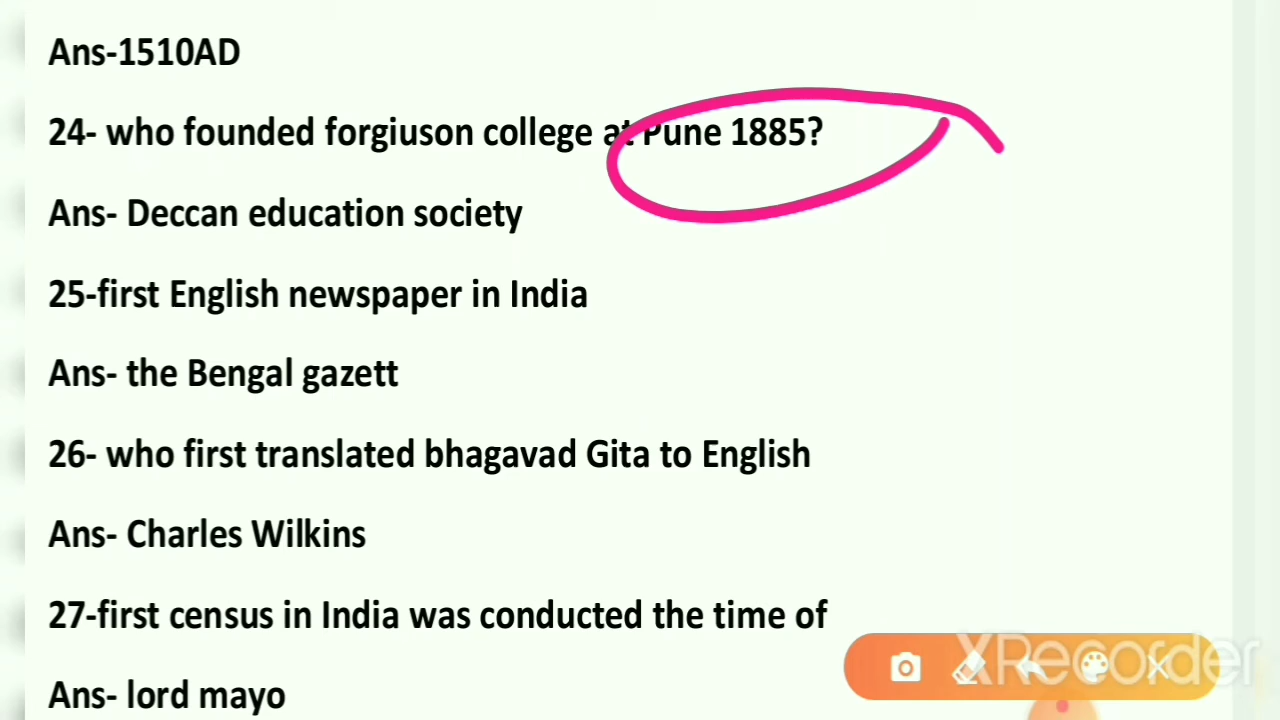 Ans-1510AD
24- who founded forgiuson college at Pune 1885?
Ans- Deccan education society
25-first English newspaper in India
Ans- the Bengal gazett
26- who first translated bhagavad Gita to English
Ans- Charles Wilkins
27-first census in India was conducted the time of
Ans- lord mayo
XRecorder